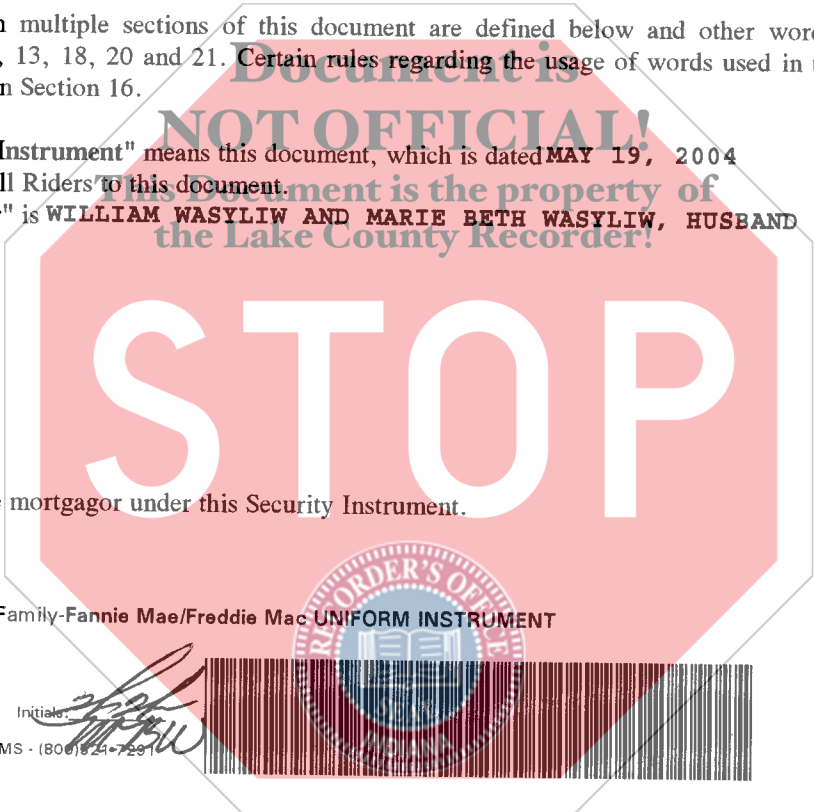 n multiple sections of this document are defined below and other wor
, 13, 18, 20 and 21. Certain rules regarding the usage of words used in
n Section 16.
Document is
NOT OFFICIAL!
Instrument" means this document, which is dated MAY 19, 2004
ll Riders to this document.
This Document is the property of
" is WILLIAM WASYLIW AND MARIE BETH WASYLIW, HUSBAND
the Lake County Recorder!
STOP
mortgagor under this Security Instrument.
Family-Fannie Mae/Freddie Mac UNIFORM INSTRUMENT
RECORDER'S OFFICE
Initials:
SEAL
MS - (800)521-7291
INDIANA